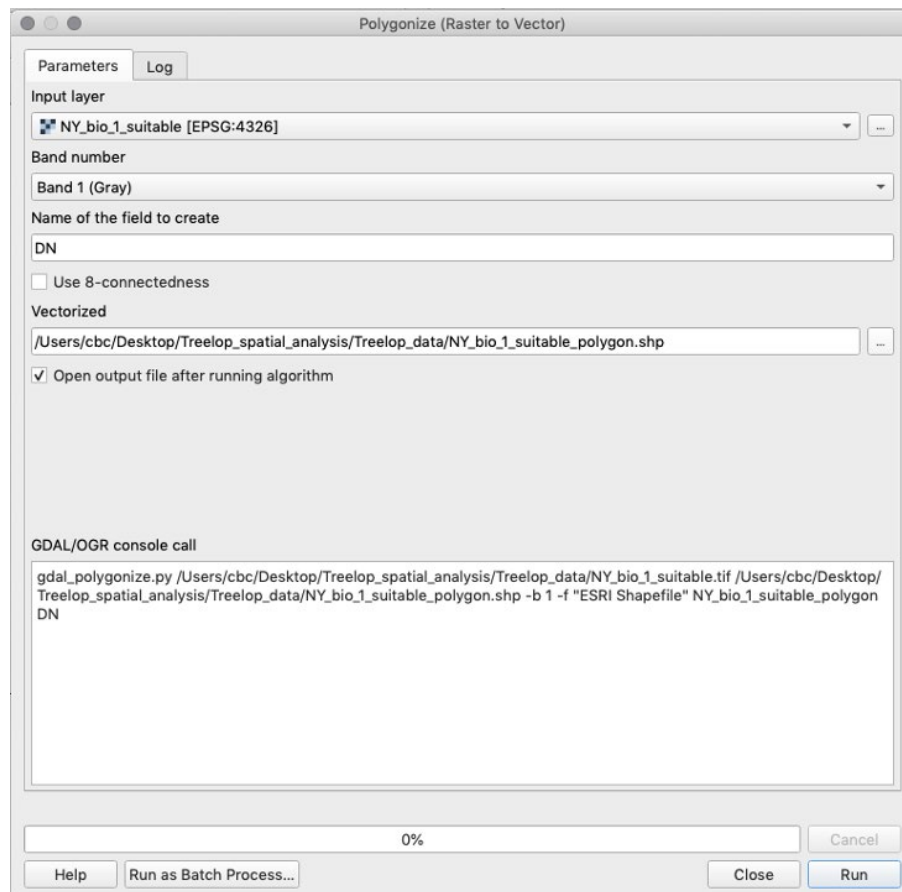 Polygonize (Raster to Vector)
Parameters
Log
Input layer
NY_bio_1_suitable [EPSG:4326]
...
Band number
Band 1 (Gray)
Name of the field to create
DN
Use 8-connectedness
Vectorized
/Users/cbc/Desktop/Treelop_spatial_analysis/Treelop_data/NY_bio_1_suitable_polygon.shp
...
Open output file after running algorithm
GDAL/OGR console call
gdal_polygonize.py /Users/cbc/Desktop/Treelop_spatial_analysis/Treelop_data/NY_bio_1_suitable.tif /Users/cbc/Desktop/
Treelop_spatial_analysis/Treelop_data/NY_bio_1_suitable_polygon.shp -b 1 -f "ESRI Shapefile" NY_bio_1_suitable_polygon
DN
0%
Cancel
Help
Run as Batch Process...
Close
Run